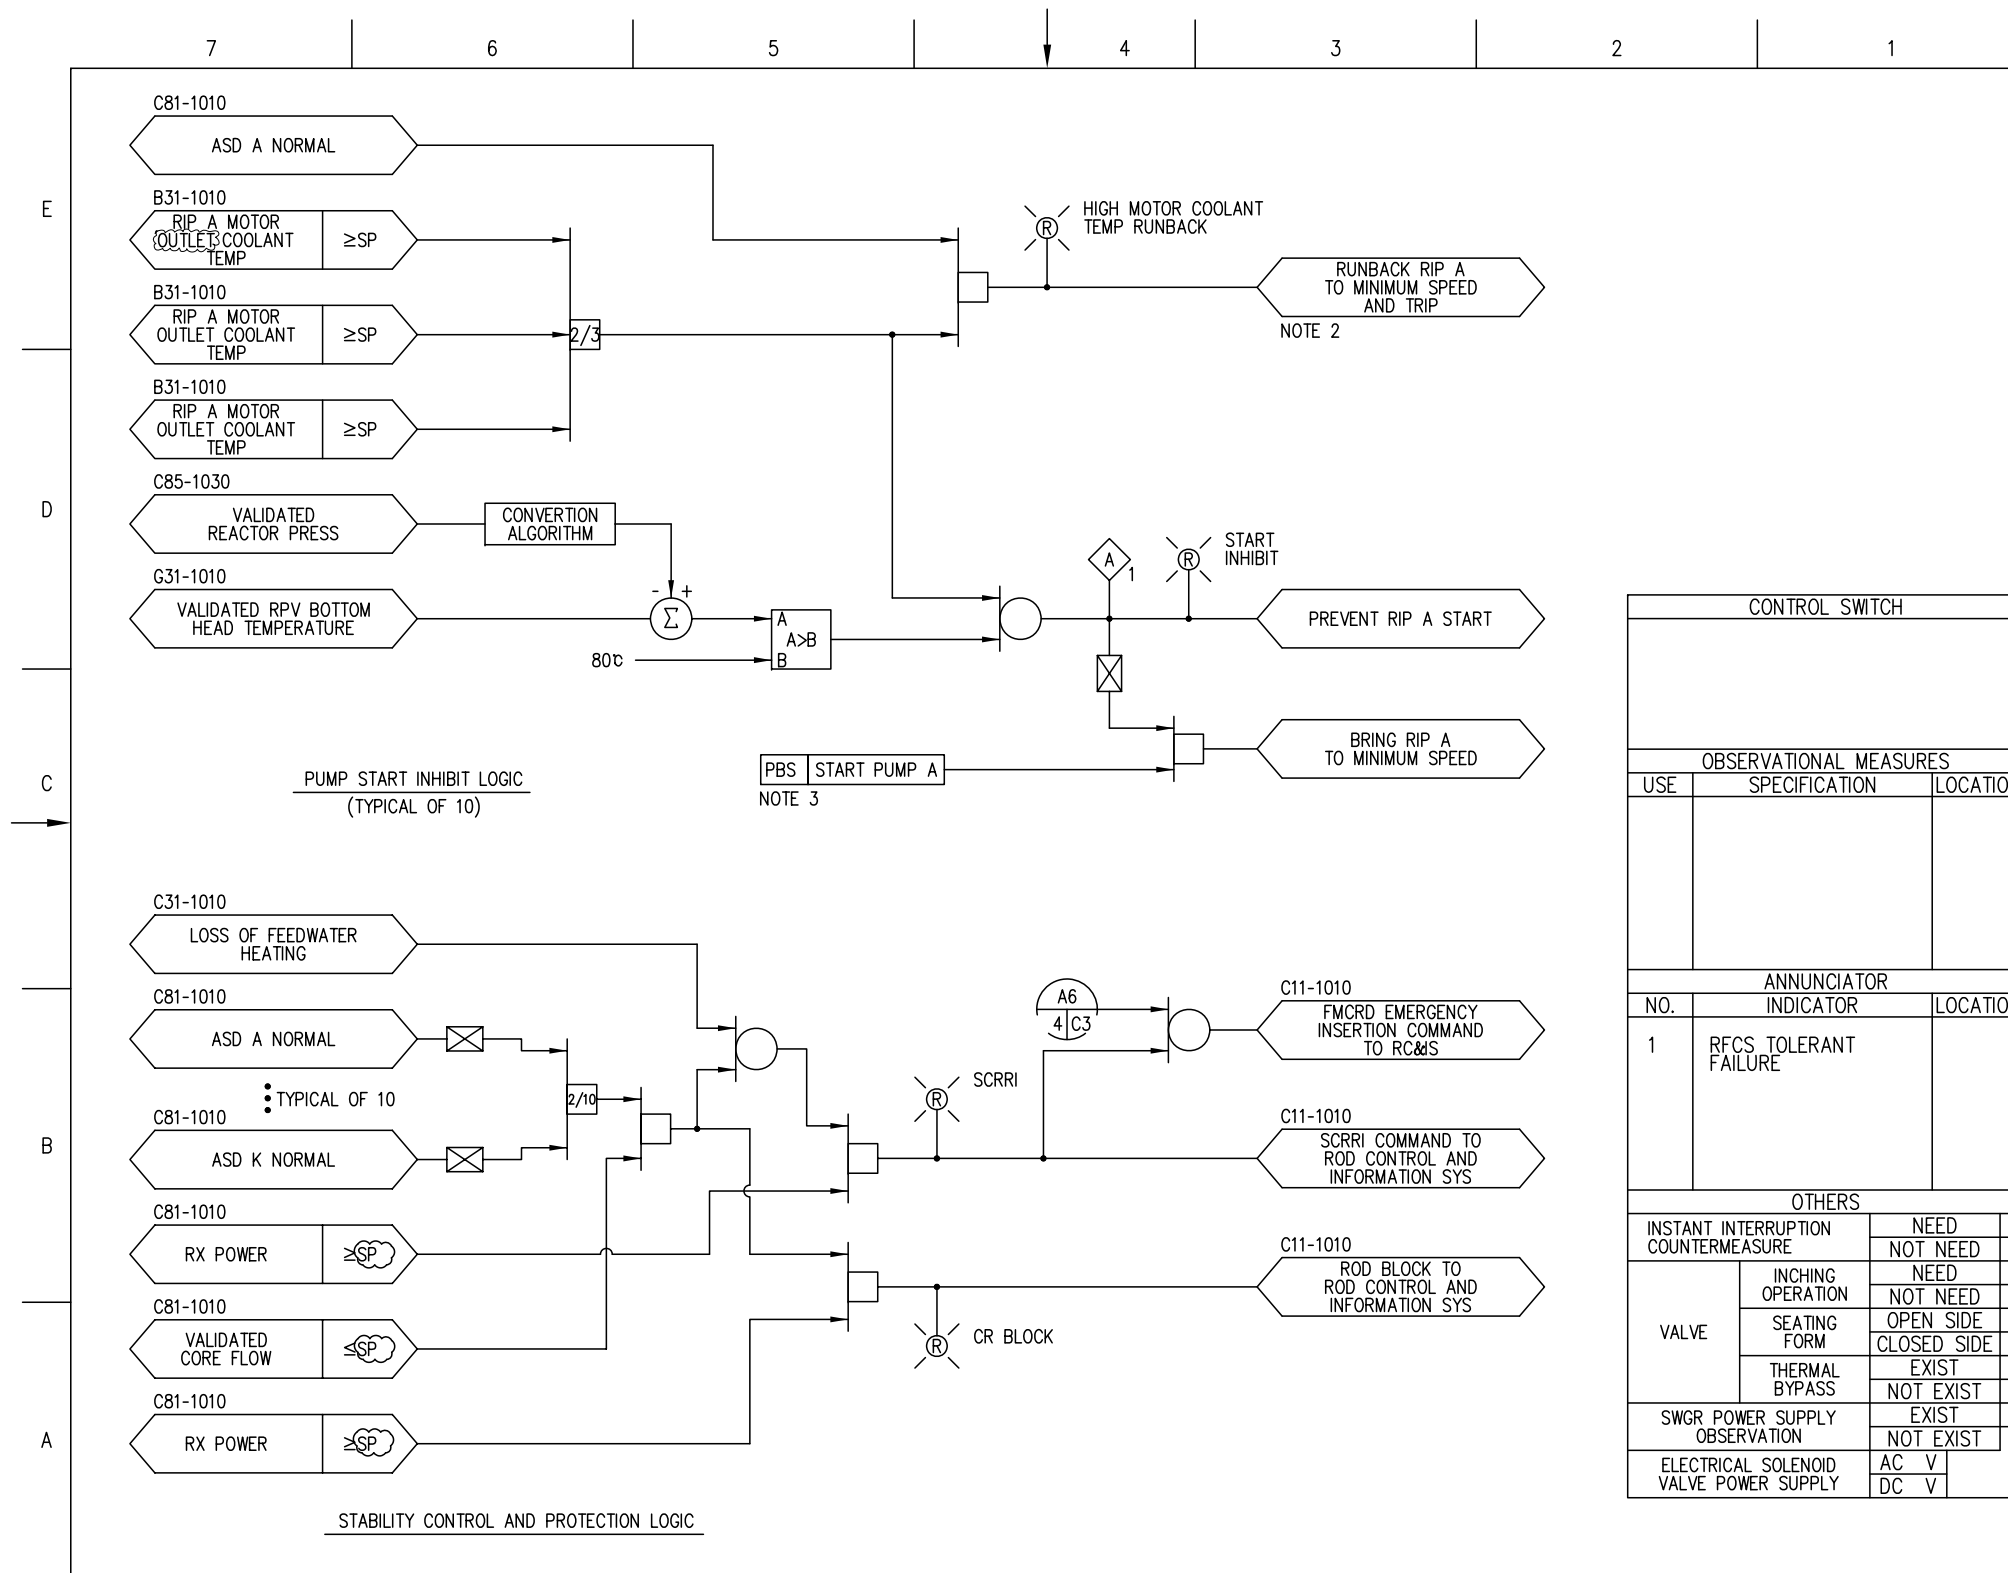 7 6 5 4 3 2 1
E
D
C
B
A
C81-1010
ASD A NORMAL
B31-1010
RIP A MOTOR
OUTLET COOLANT
TEMP
≥SP
B31-1010
RIP A MOTOR
OUTLET COOLANT
TEMP
≥SP
B31-1010
RIP A MOTOR
OUTLET COOLANT
TEMP
≥SP
2/3
R
HIGH MOTOR COOLANT
TEMP RUNBACK
RUNBACK RIP A
TO MINIMUM SPEED
AND TRIP
NOTE 2
C85-1030
VALIDATED
REACTOR PRESS
CONVERTION
ALGORITHM
G31-1010
VALIDATED RPV BOTTOM
HEAD TEMPERATURE
- +
Σ
A
A>B
B
80℃
A
1
R
START
INHIBIT
PREVENT RIP A START
BRING RIP A
TO MINIMUM SPEED
PBS START PUMP A
NOTE 3
PUMP START INHIBIT LOGIC
(TYPICAL OF 10)
C31-1010
LOSS OF FEEDWATER
HEATING
C81-1010
ASD A NORMAL
TYPICAL OF 10
C81-1010
ASD K NORMAL
2/10
C81-1010
RX POWER
≥SP
C81-1010
VALIDATED
CORE FLOW
≤SP
C81-1010
RX POWER
≥SP
A6
4 C3
R
SCRRI
R
CR BLOCK
C11-1010
FMCRD EMERGENCY
INSERTION COMMAND
TO RC&IS
C11-1010
SCRRI COMMAND TO
ROD CONTROL AND
INFORMATION SYS
C11-1010
ROD BLOCK TO
ROD CONTROL AND
INFORMATION SYS
STABILITY CONTROL AND PROTECTION LOGIC
CONTROL SWITCH
OBSERVATIONAL MEASURES
USE SPECIFICATION LOCATIO
ANNUNCIATOR
NO. INDICATOR LOCATIO
1 RFCS TOLERANT
FAILURE
OTHERS
INSTANT INTERRUPTION
COUNTERMEASURE
NEED
NOT NEED
VALVE
INCHING
OPERATION
NEED
NOT NEED
SEATING
FORM
OPEN SIDE
CLOSED SIDE
THERMAL
BYPASS
EXIST
NOT EXIST
SWGR POWER SUPPLY
OBSERVATION
EXIST
NOT EXIST
ELECTRICAL SOLENOID
VALVE POWER SUPPLY
AC V
DC V